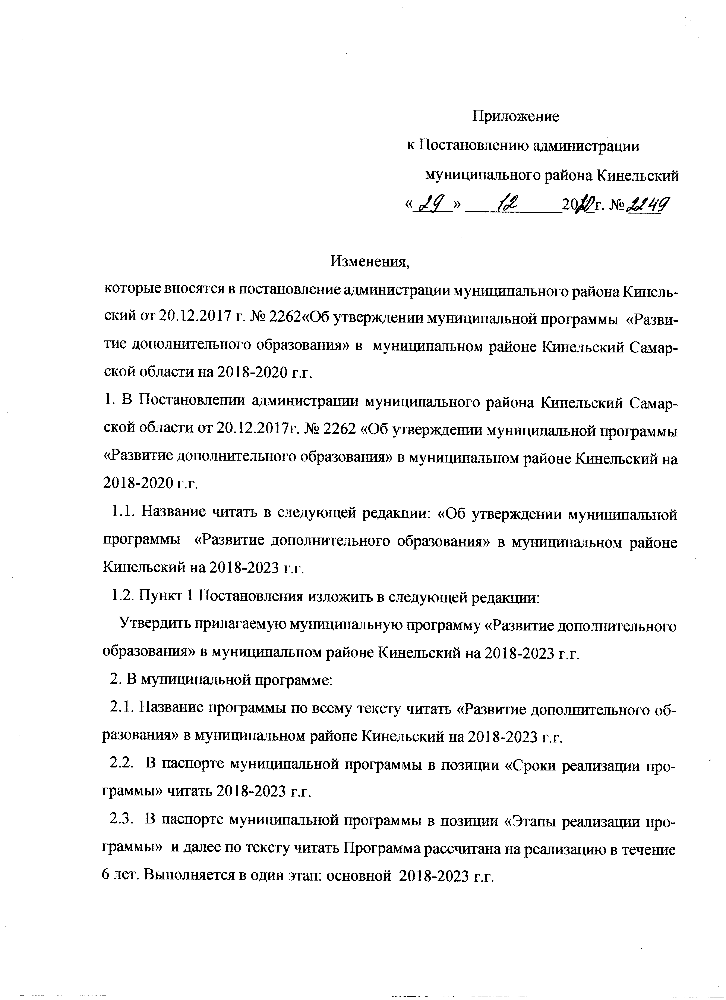 Приложение
к Постановлению администрации
муниципального района Кинельский
«29» 12 2020г. № 2249
Изменения,
которые вносятся в постановление администрации муниципального района Кинель-
ский от 20.12.2017 г. № 2262«Об утверждении муниципальной программы «Разви-
тие дополнительного образования» в муниципальном районе Кинельский Самар-
ской области на 2018-2020 г.г.
1. В Постановлении администрации муниципального района Кинельский Самар-
ской области от 20.12.2017г. № 2262 «Об утверждении муниципальной программы
«Развитие дополнительного образования» в муниципальном районе Кинельский на
2018-2020 г.г.
1.1. Название читать в следующей редакции: «Об утверждении муниципальной
программы «Развитие дополнительного образования» в муниципальном районе
Кинельский на 2018-2023 г.г.
1.2. Пункт 1 Постановления изложить в следующей редакции:
Утвердить прилагаемую муниципальную программу «Развитие дополнительного
образования» в муниципальном районе Кинельский на 2018-2023 г.г.
2. В муниципальной программе:
2.1. Название программы по всему тексту читать «Развитие дополнительного об-
разования» в муниципальном районе Кинельский на 2018-2023 г.г.
2.2. В паспорте муниципальной программы в позиции «Сроки реализации про-
граммы» читать 2018-2023 г.г.
2.3. В паспорте муниципальной программы в позиции «Этапы реализации про-
граммы» и далее по тексту читать Программа рассчитана на реализацию в течение
6 лет. Выполняется в один этап: основной 2018-2023 г.г.